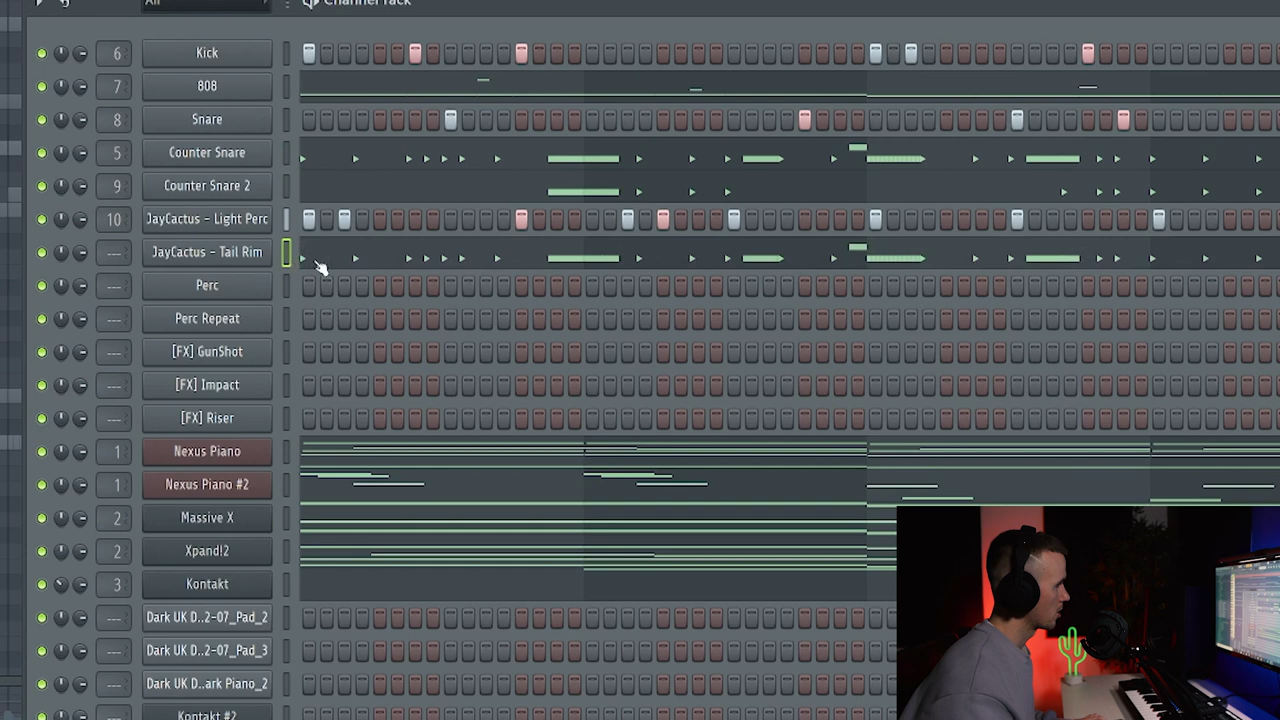 All
Channel rack
6 Kick
7 808
8 Snare
5 Counter Snare
9 Counter Snare 2
10 JayCactus - Light Perc
--- JayCactus - Tail Rim
--- Perc
--- Perc Repeat
--- [FX] GunShot
--- [FX] Impact
--- [FX] Riser
1 Nexus Piano
1 Nexus Piano #2
2 Massive X
2 Xpand!2
3 Kontakt
--- Dark UK D..2-07_Pad_2
--- Dark UK D..2-07_Pad_3
--- Dark UK D..ark Piano_2
Kontakt #2